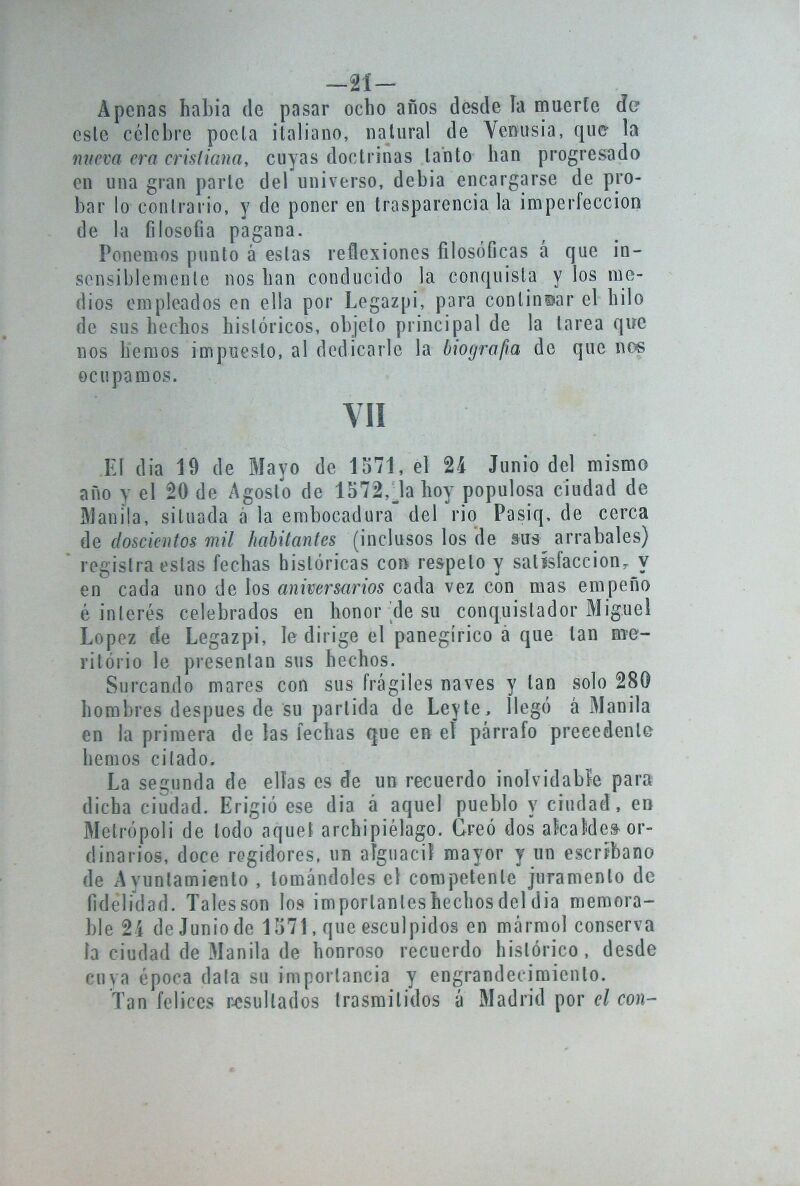 —21—
Apenas habia de pasar ocho años desde la muerte de
este célebre poeta italiano, natural de Venusia, que la
nueva era cristiana, cuyas doctrinas tanto han progresado
en una gran parte del universo, debia encargarse de pro-
bar lo contrario, y de poner en trasparencia la imperfeccion
de la filosofia pagana.
Ponemos punto á estas reflexiones filosóficas á que in-
sensiblemente nos han conducido la conquista y los me-
dios empleados en ella por Legazpi, para continuar el hilo
de sus hechos históricos, objeto principal de la tarea que
nos hemos impuesto, al dedicarle la biografia de que nos
ocupamos.
VII
El dia 19 de Mayo de 1571, el 24 Junio del mismo
año y el 20 de Agosto de 1572, la hoy populosa ciudad de
Manila, situada á la embocadura del rio Pasiq, de cerca
de doscientos mil habitantes (inclusos los de sus arrabales)
registra estas fechas históricas con respeto y satisfaccion, y
en cada uno de los aniversarios cada vez con mas empeño
é interés celebrados en honor de su conquistador Miguel
Lopez de Legazpi, le dirige el panegírico á que tan me-
ritório le presentan sus hechos.
Surcando mares con sus frágiles naves y tan solo 280
hombres despues de su partida de Leyte, llegó á Manila
en la primera de las fechas que en el párrafo precedente
hemos citado.
La segunda de ellas es de un recuerdo inolvidable para
dicha ciudad. Erigió ese dia á aquel pueblo y ciudad, en
Metrópoli de todo aquel archipiélago. Creó dos alcaldes or-
dinarios, doce regidores, un alguacil mayor y un escribano
de Ayuntamiento, tomándoles el competente juramento de
fidelidad. Tales son los importantes hechos del dia memora-
ble 24 de Junio de 1571, que esculpidos en mármol conserva
la ciudad de Manila de honroso recuerdo histórico, desde
cuya época data su importancia y engrandecimiento.
Tan felices resultados trasmitidos á Madrid por el con-